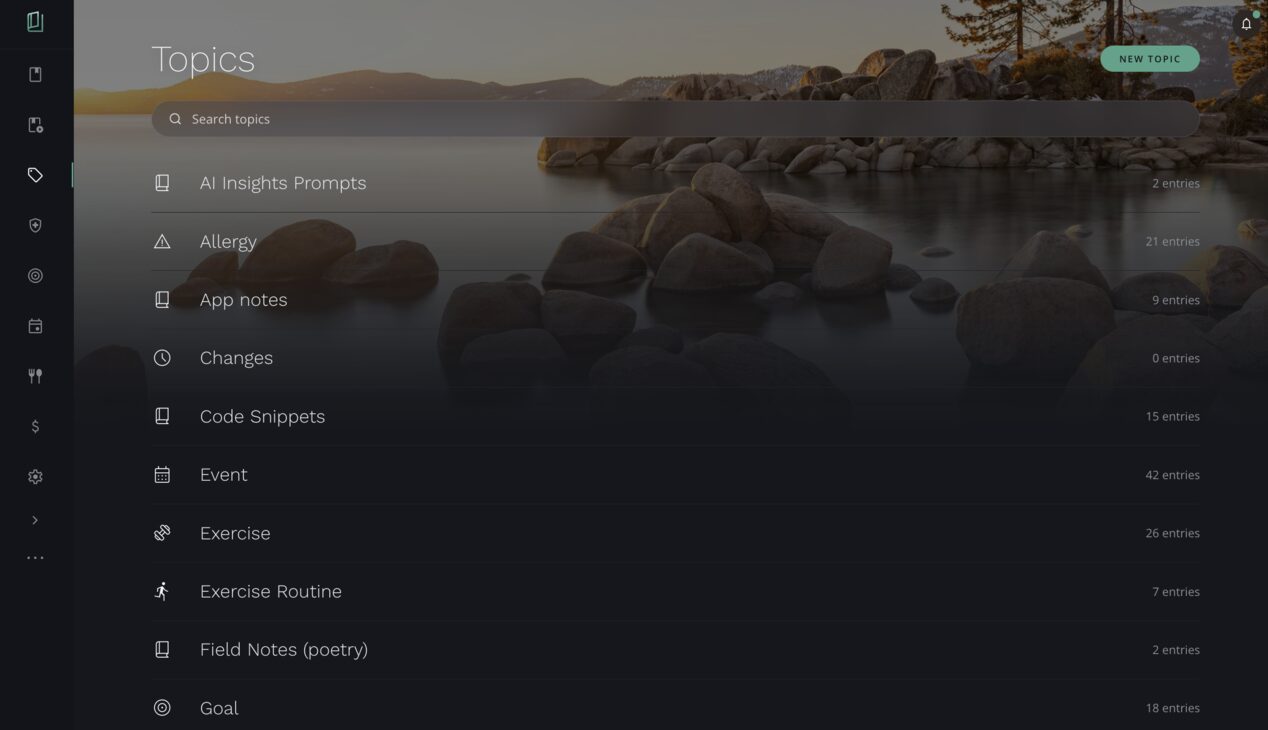 Topics
NEW TOPIC
Search topics
AI Insights Prompts 2 entries
Allergy 21 entries
App notes 9 entries
Changes 0 entries
Code Snippets 15 entries
Event 42 entries
Exercise 26 entries
Exercise Routine 7 entries
Field Notes (poetry) 2 entries
Goal 18 entries